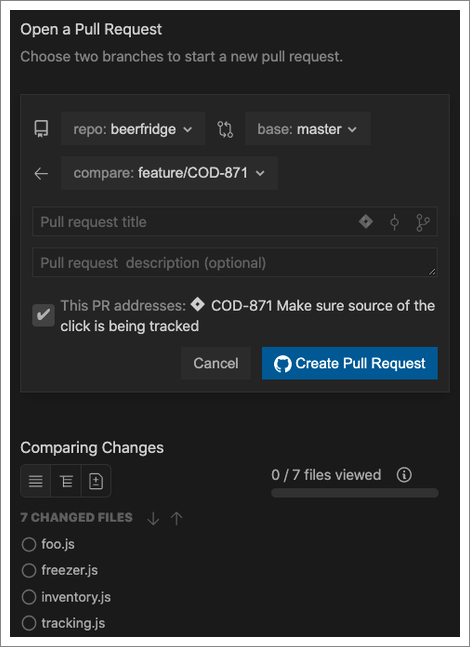 Open a Pull Request
Choose two branches to start a new pull request.
repo: beerfridge base: master
compare: feature/COD-871
Pull request title
Pull request description (optional)
This PR addresses: COD-871 Make sure source of the
click is being tracked
Cancel Create Pull Request
Comparing Changes
0 / 7 files viewed
7 CHANGED FILES
foo.js
freezer.js
inventory.js
tracking.js